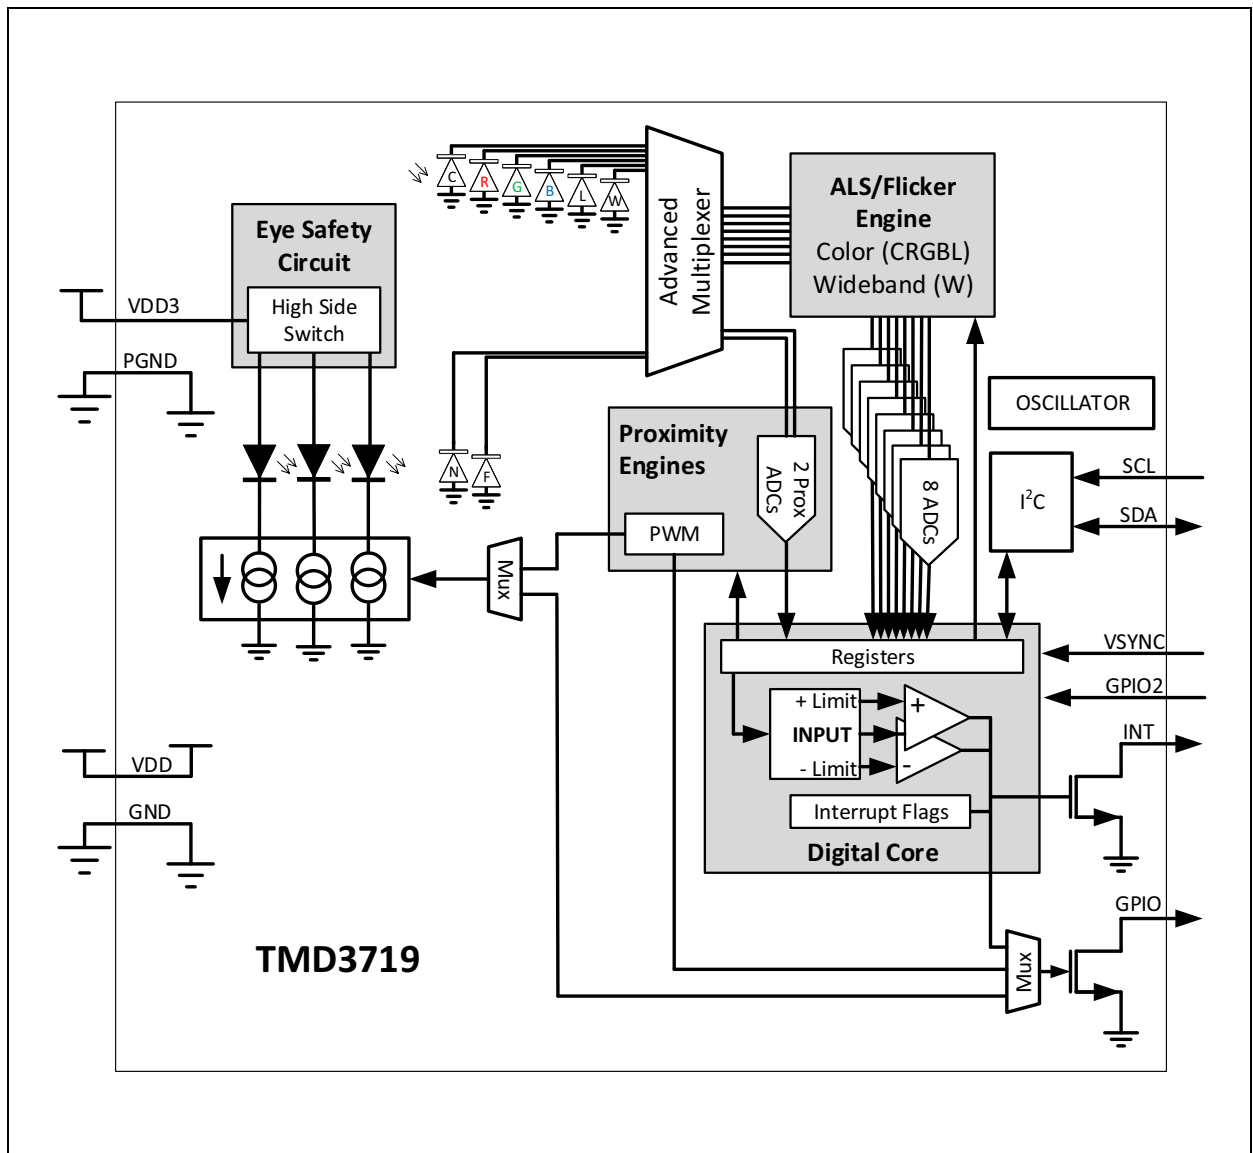 C
R
G
B
L
W
Advanced
Multiplexer
ALS/Flicker
Engine
Color (CRGBL)
Wideband (W)
Eye Safety
Circuit
High Side
Switch
VDD3
PGND
N
F
Proximity
Engines
2 Prox
ADCs
PWM
8 ADCs
OSCILLATOR
I²C
SCL
SDA
Mux
Registers
VSYNC
GPIO2
+ Limit
INPUT
- Limit
+
-
INT
Interrupt Flags
Digital Core
VDD
GND
GPIO
Mux
TMD3719